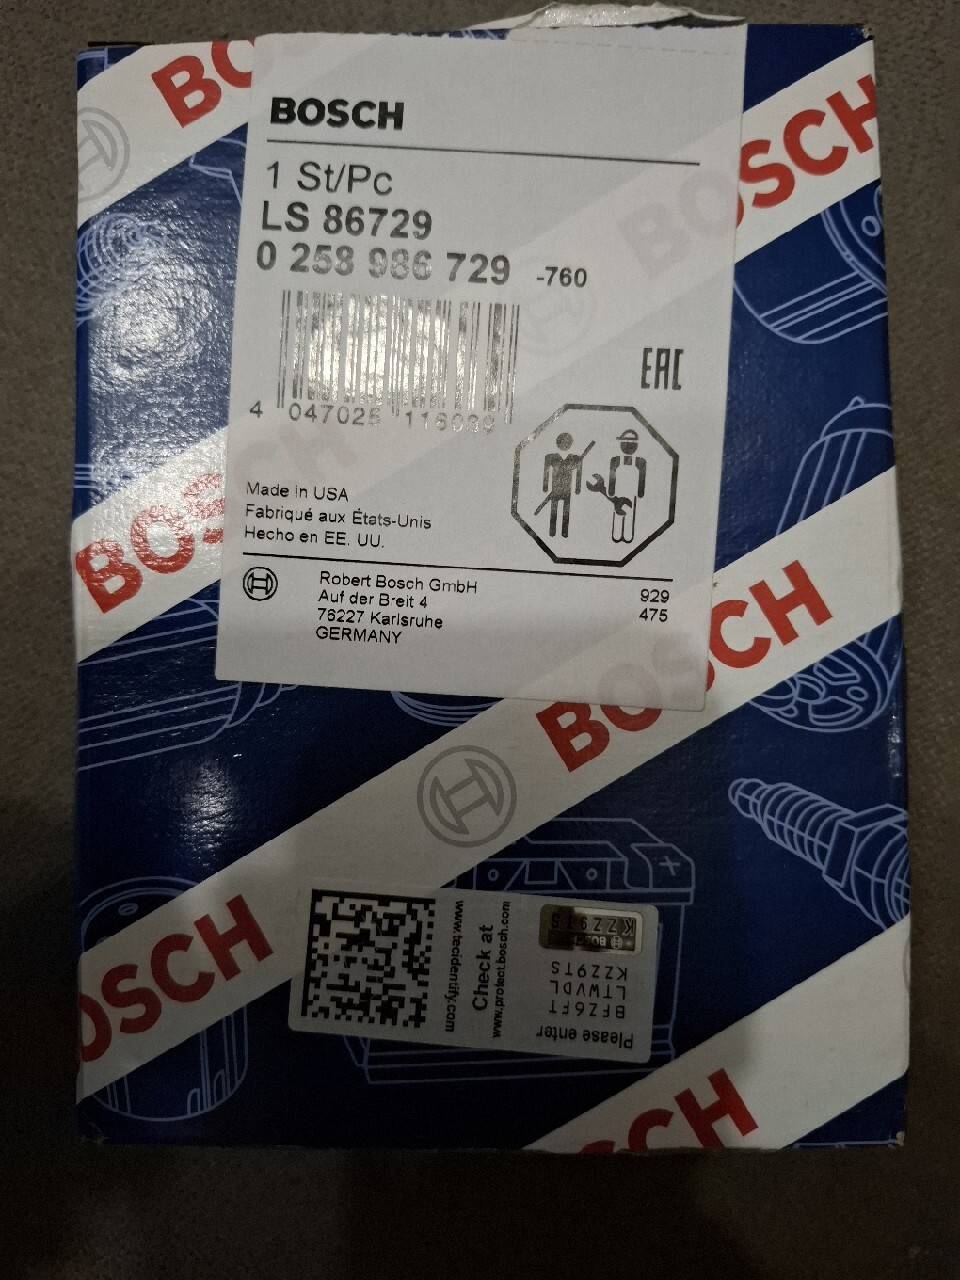 BOSCH
BOSCH
BOSCH
1 St/Pc
LS 86729
0 258 986 729 -760
EAC
4 047025 116089
Made in USA
Fabriqué aux États-Unis
Hecho en EE. UU.
Robert Bosch GmbH
Auf der Breit 4
76227 Karlsruhe
GERMANY
929
475
BOSCH
BOSCH
BOSCH
www.tecidentify.com
Check at
www.protect.bosch.com
Please enter
BFZ6FT
LTWVDL
KZZ9TS
BOSCH
KZZ9TS
BOSCH